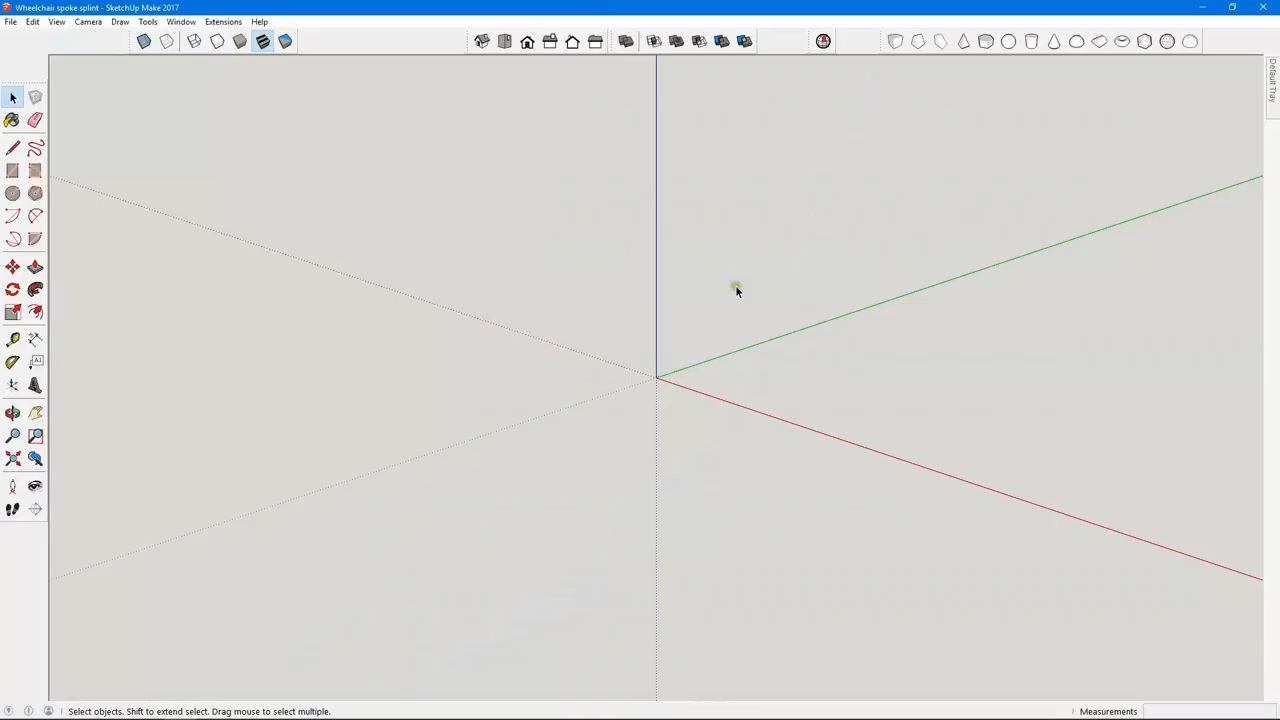 Wheelchair spoke splint - SketchUp Make 2017
File Edit View Camera Draw Tools Window Extensions Help
Default Tray
A1
Select objects. Shift to extend select. Drag mouse to select multiple.
Measurements